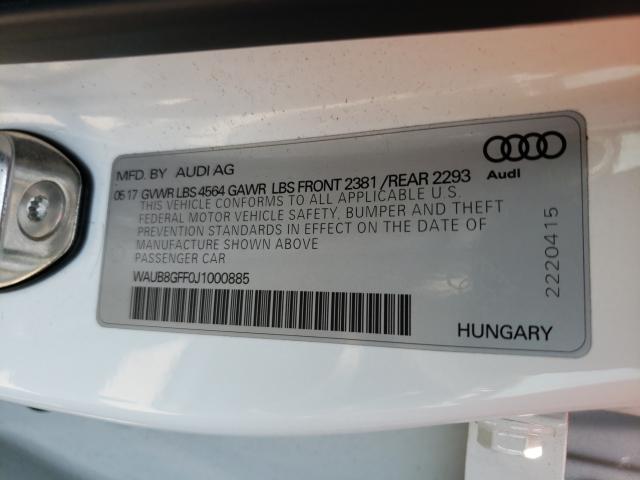 MFD. BY AUDI AG
05 17 GVWR LBS 4564 GAWR LBS FRONT 2381 /REAR 2293
THIS VEHICLE CONFORMS TO ALL APPLICABLE U.S.
FEDERAL MOTOR VEHICLE SAFETY, BUMPER AND THEFT
PREVENTION STANDARDS IN EFFECT ON THE DATE OF
MANUFACTURE SHOWN ABOVE
PASSENGER CAR
WAUB8GFF0J1000885
Audi
2220415
HUNGARY